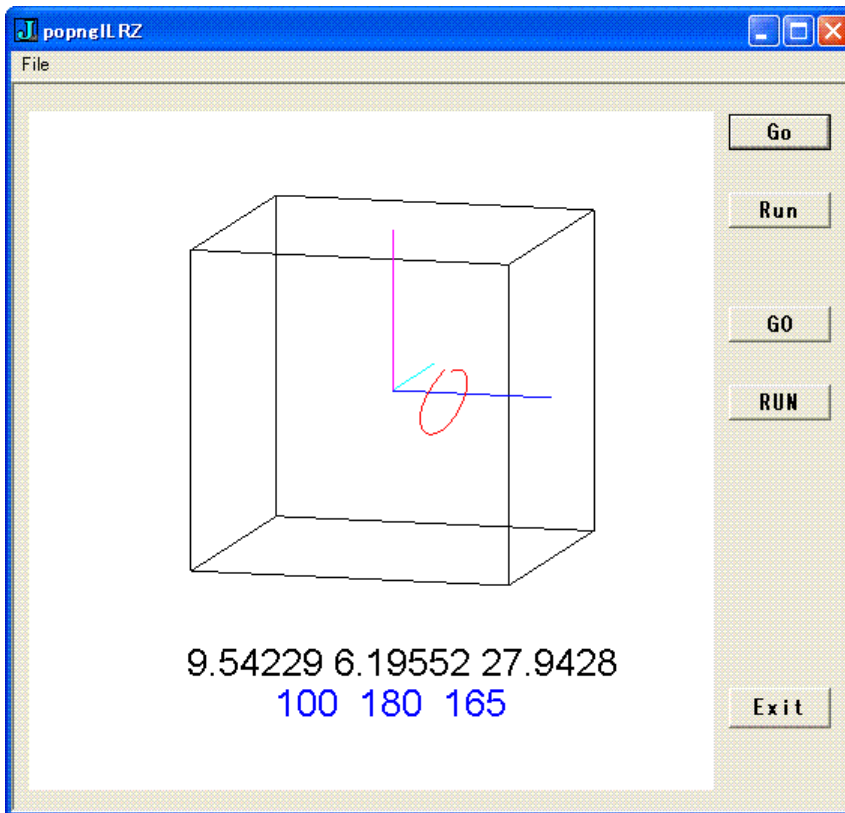 popnglLRZ
File
Go
Run
GO
RUN
9.54229 6.19552 27.9428
100 180 165
Exit